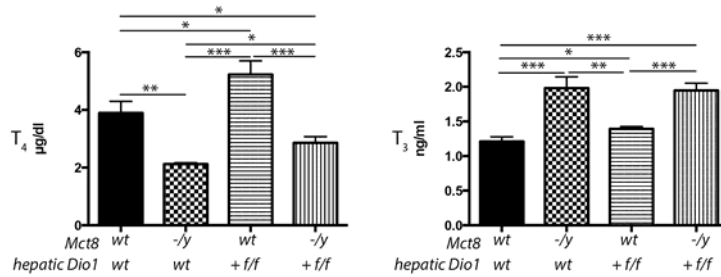 *
*
*
*** ***
**
6
4
2
0
T4 µg/dl
Mct8 wt -/y wt -/y
hepatic Dio1 wt wt + f/f + f/f
***
*
*** ** ***
2.5
2.0
1.5
1.0
0.5
0.0
T3 ng/ml
wt -/y wt -/y
Mct8
hepatic Dio1 wt wt + f/f + f/f